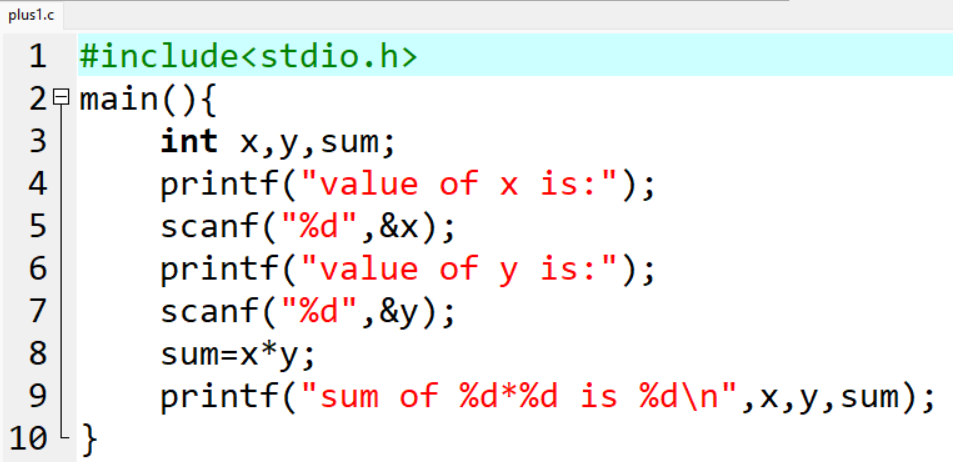 plus1.c
1 #include<stdio.h>
2 main(){
3 int x,y,sum;
4 printf("value of x is:");
5 scanf("%d",&x);
6 printf("value of y is:");
7 scanf("%d",&y);
8 sum=x*y;
9 printf("sum of %d*%d is %d\n",x,y,sum);
10 }